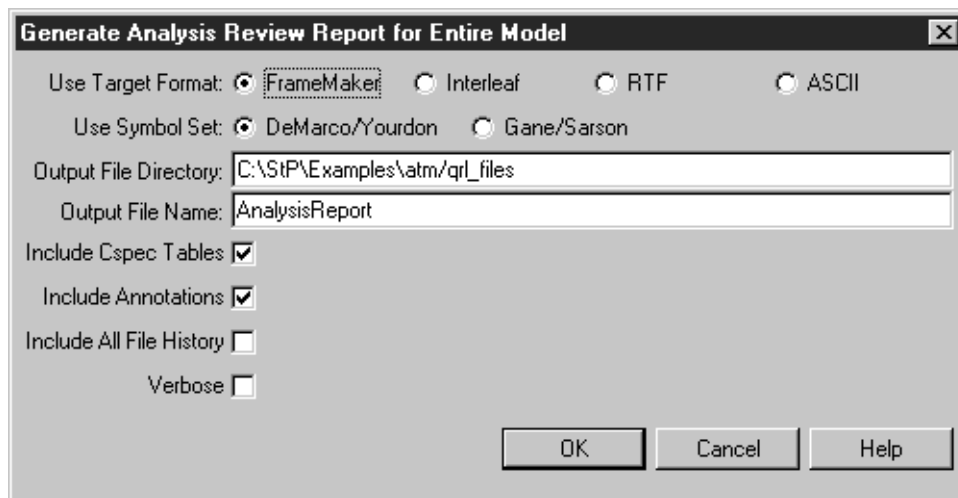 Generate Analysis Review Report for Entire Model
Use Target Format: FrameMaker Interleaf RTF ASCII
Use Symbol Set: DeMarco/Yourdon Gane/Sarson
Output File Directory: C:\StP\Examples\atm/qrl_files
Output File Name: AnalysisReport
Include Cspec Tables
Include Annotations
Include All File History
Verbose
OK Cancel Help